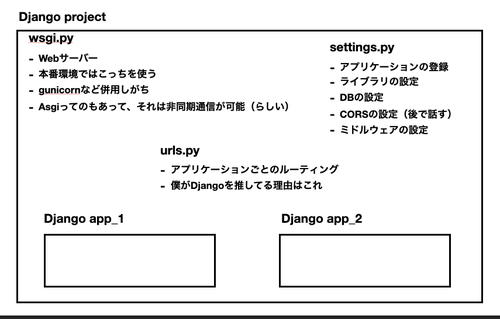 Django project
wsgi.py
- Webサーバー
- 本番環境ではこっちを使う
- gunicornなど併用しがち
- Asgiってのもあって、それは非同期通信が可能（らしい）
settings.py
- アプリケーションの登録
- ライブラリの設定
- DBの設定
- CORSの設定（後で話す）
- ミドルウェアの設定
urls.py
- アプリケーションごとのルーティング
- 僕がDjangoを推してる理由はこれ
Django app_1
Django app_2